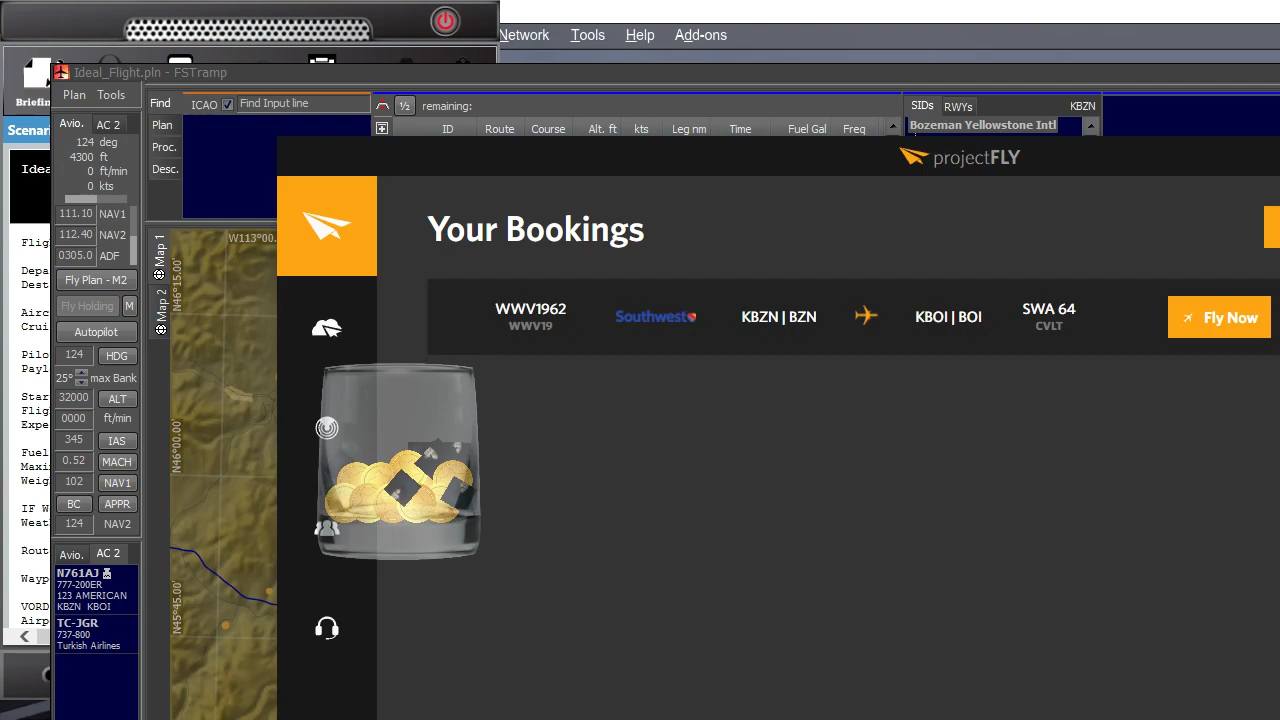 Network Tools Help Add-ons
Ideal_Flight.pln - FSTramp
Plan Tools
Scenar
Idea
Fligh
Depa
Dest
Airc
Crui
Pilo
Payl
Star
Flig
Expe
Fuel
Maxi
Weig
IF W
Weat
Rout
Wayp
VORD
Airp
Avio. AC 2
124 deg
4300 ft
0 ft/min
0 kts
111.10 NAV1
112.40 NAV2
0305.0 ADF
Fly Plan - M2
Fly Holding M
Autopilot
124 HDG
25° max Bank
32000 ALT
0000 ft/min
345 IAS
0.52 MACH
102 NAV1
BC APPR
124 NAV2
Avio. AC 2
N761AJ
777-200ER
123 AMERICAN
KBZN KBOI
TC-JGR
737-800
Turkish Airlines
Find ICAO Find Input line
Plan
Proc.
Desc.
½ remaining:
ID Route Course Alt. ft kts Leg nm Time Fuel Gal Freq
SIDs RWYs KBZN
Bozeman Yellowstone Intl
Map 1
Map 2
W113°00.
N46°15.00'
N46°00.00'
N45°45.00'
projectFLY
Your Bookings
WWV1962
WWV19
Southwest
KBZN | BZN
KBOI | BOI
SWA 64
CVLT
Fly Now